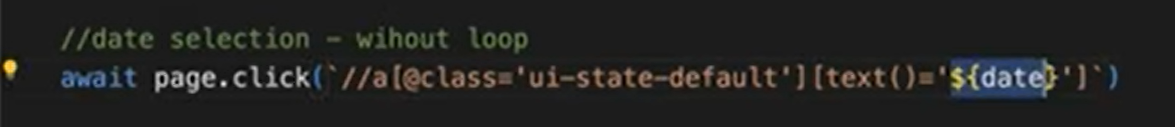 //date selection - wihout loop
await page.click(`//a[@class='ui-state-default'][text()='${date}']`)